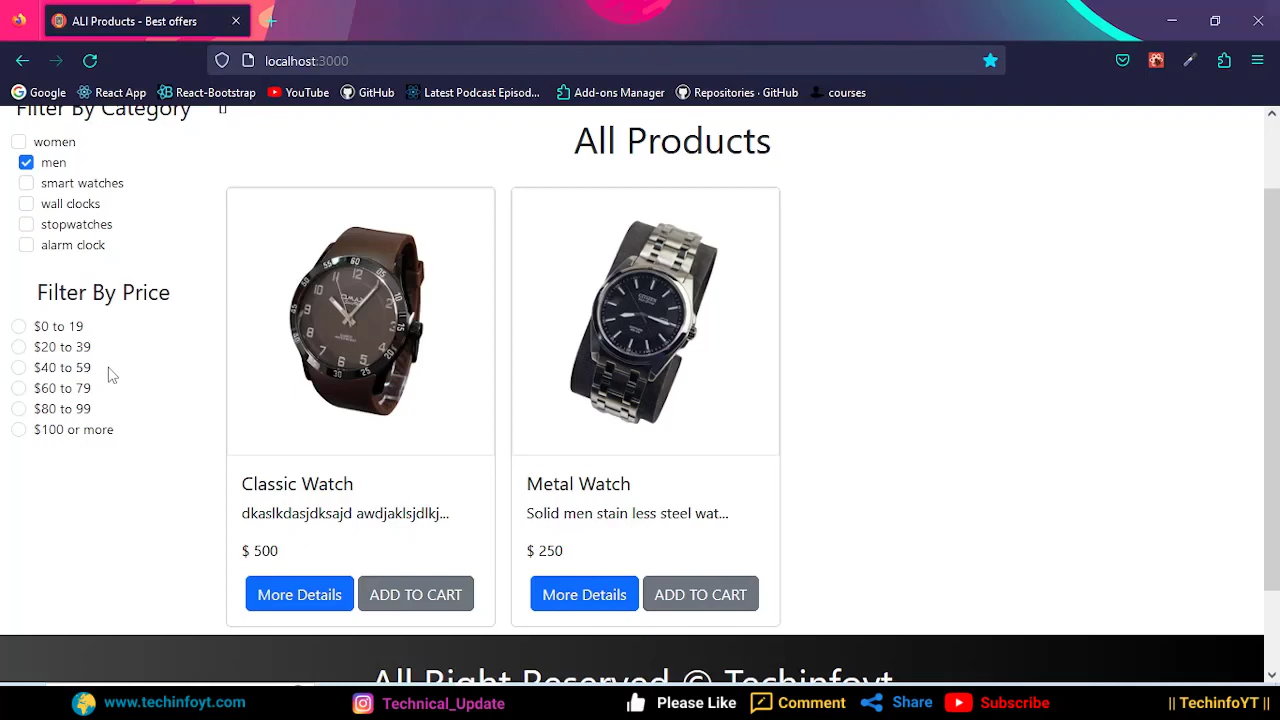 ALl Products - Best offers
localhost:3000
Google React App React-Bootstrap YouTube GitHub Latest Podcast Episod... Add-ons Manager Repositories · GitHub courses
Filter By Category
women
men
smart watches
wall clocks
stopwatches
alarm clock
Filter By Price
$0 to 19
$20 to 39
$40 to 59
$60 to 79
$80 to 99
$100 or more
All Products
Classic Watch
dkaslkdasjdksajd awdjaklsjdlkj...
$ 500
More Details ADD TO CART
Metal Watch
Solid men stain less steel wat...
$ 250
More Details ADD TO CART
All Right Reserved © Techinfoyt
www.techinfoyt.com Technical_Update Please Like Comment Share Subscribe || TechinfoYT ||